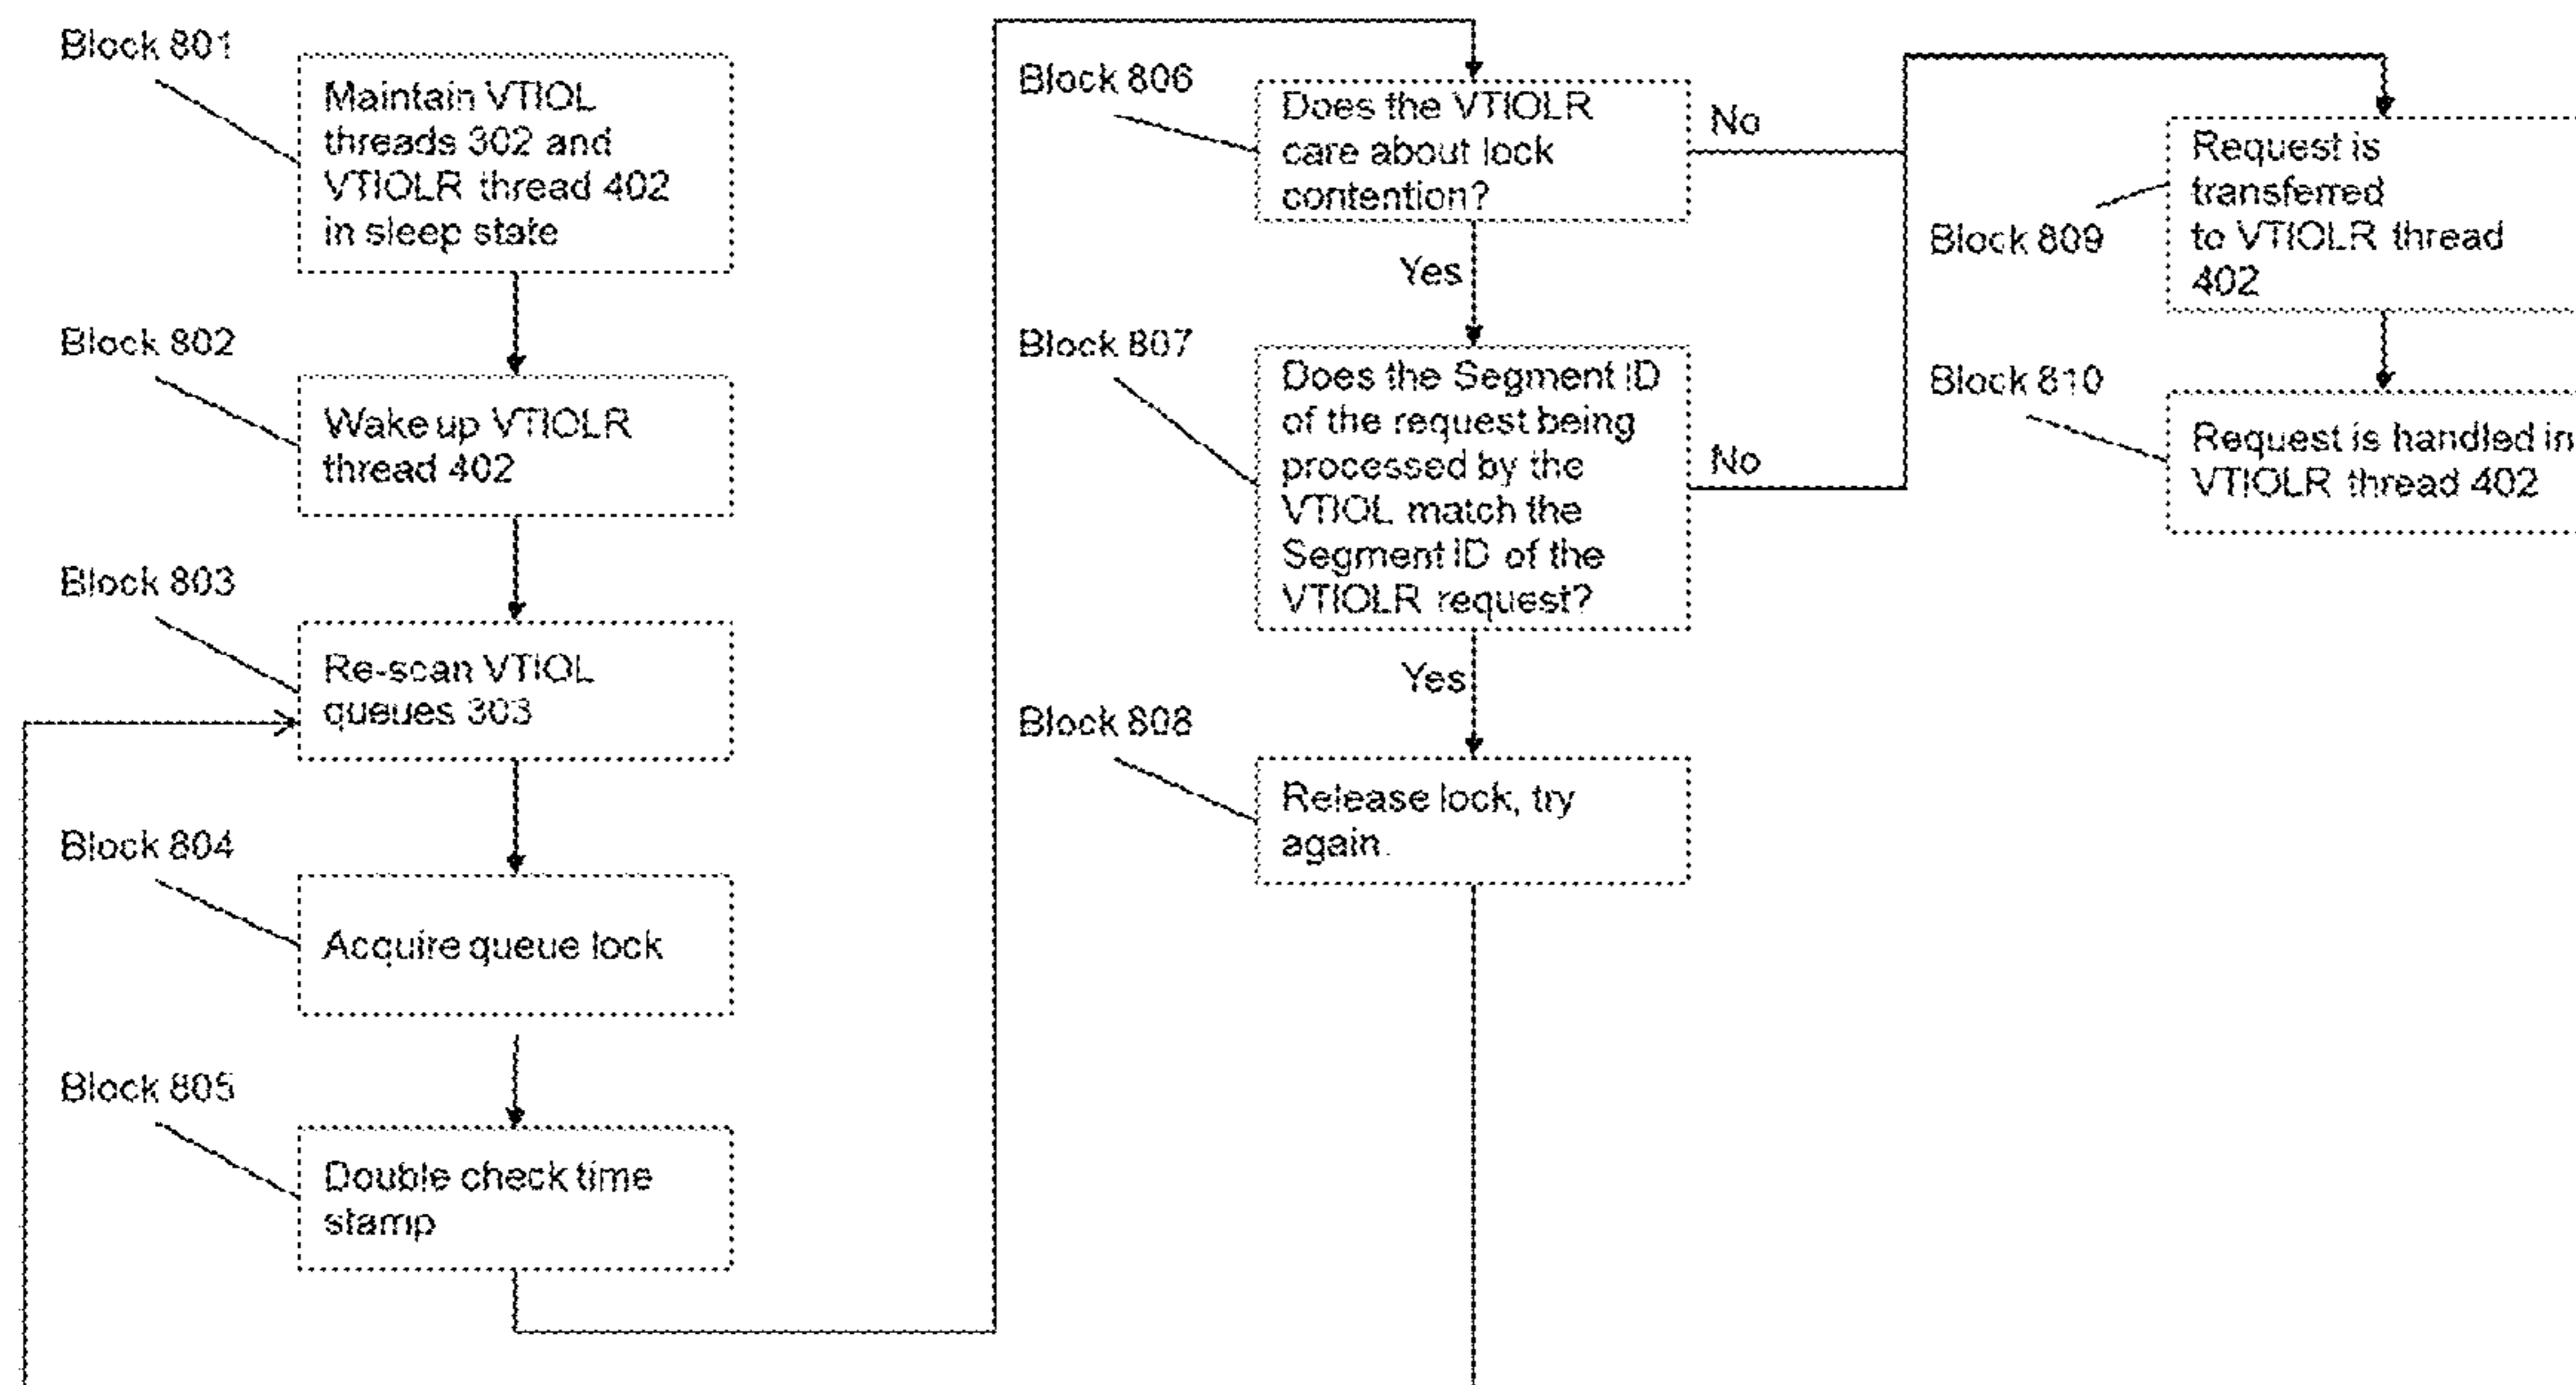 Block 801
Maintain VTIOL
threads 302 and
VTIOLR thread 402
in sleep state
Block 802
Wake up VTIOLR
thread 402
Block 803
Re-scan VTIOL
queues 303
Block 804
Acquire queue lock
Block 805
Double check time
stamp
Block 806
Does the VTIOLR
care about lock
contention?
No
Yes
Block 807
Does the Segment ID
of the request being
processed by the
VTIOL match the
Segment ID of the
VTIOLR request?
No
Yes
Block 808
Release lock, try
again.
Block 809
Request is
transferred
to VTIOLR thread
402
Block 810
Request is handled in
VTIOLR thread 402